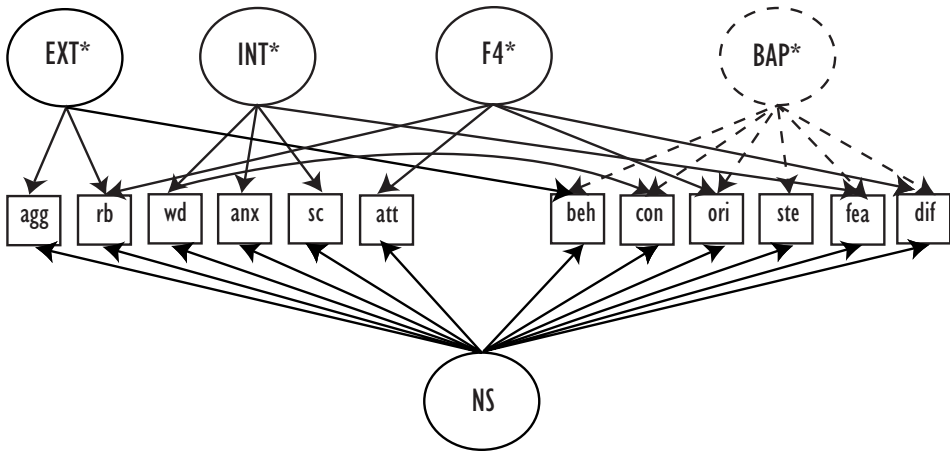 EXT* INT* F4* BAP*
agg rb wd anx sc att beh con ori ste fea dif
NS